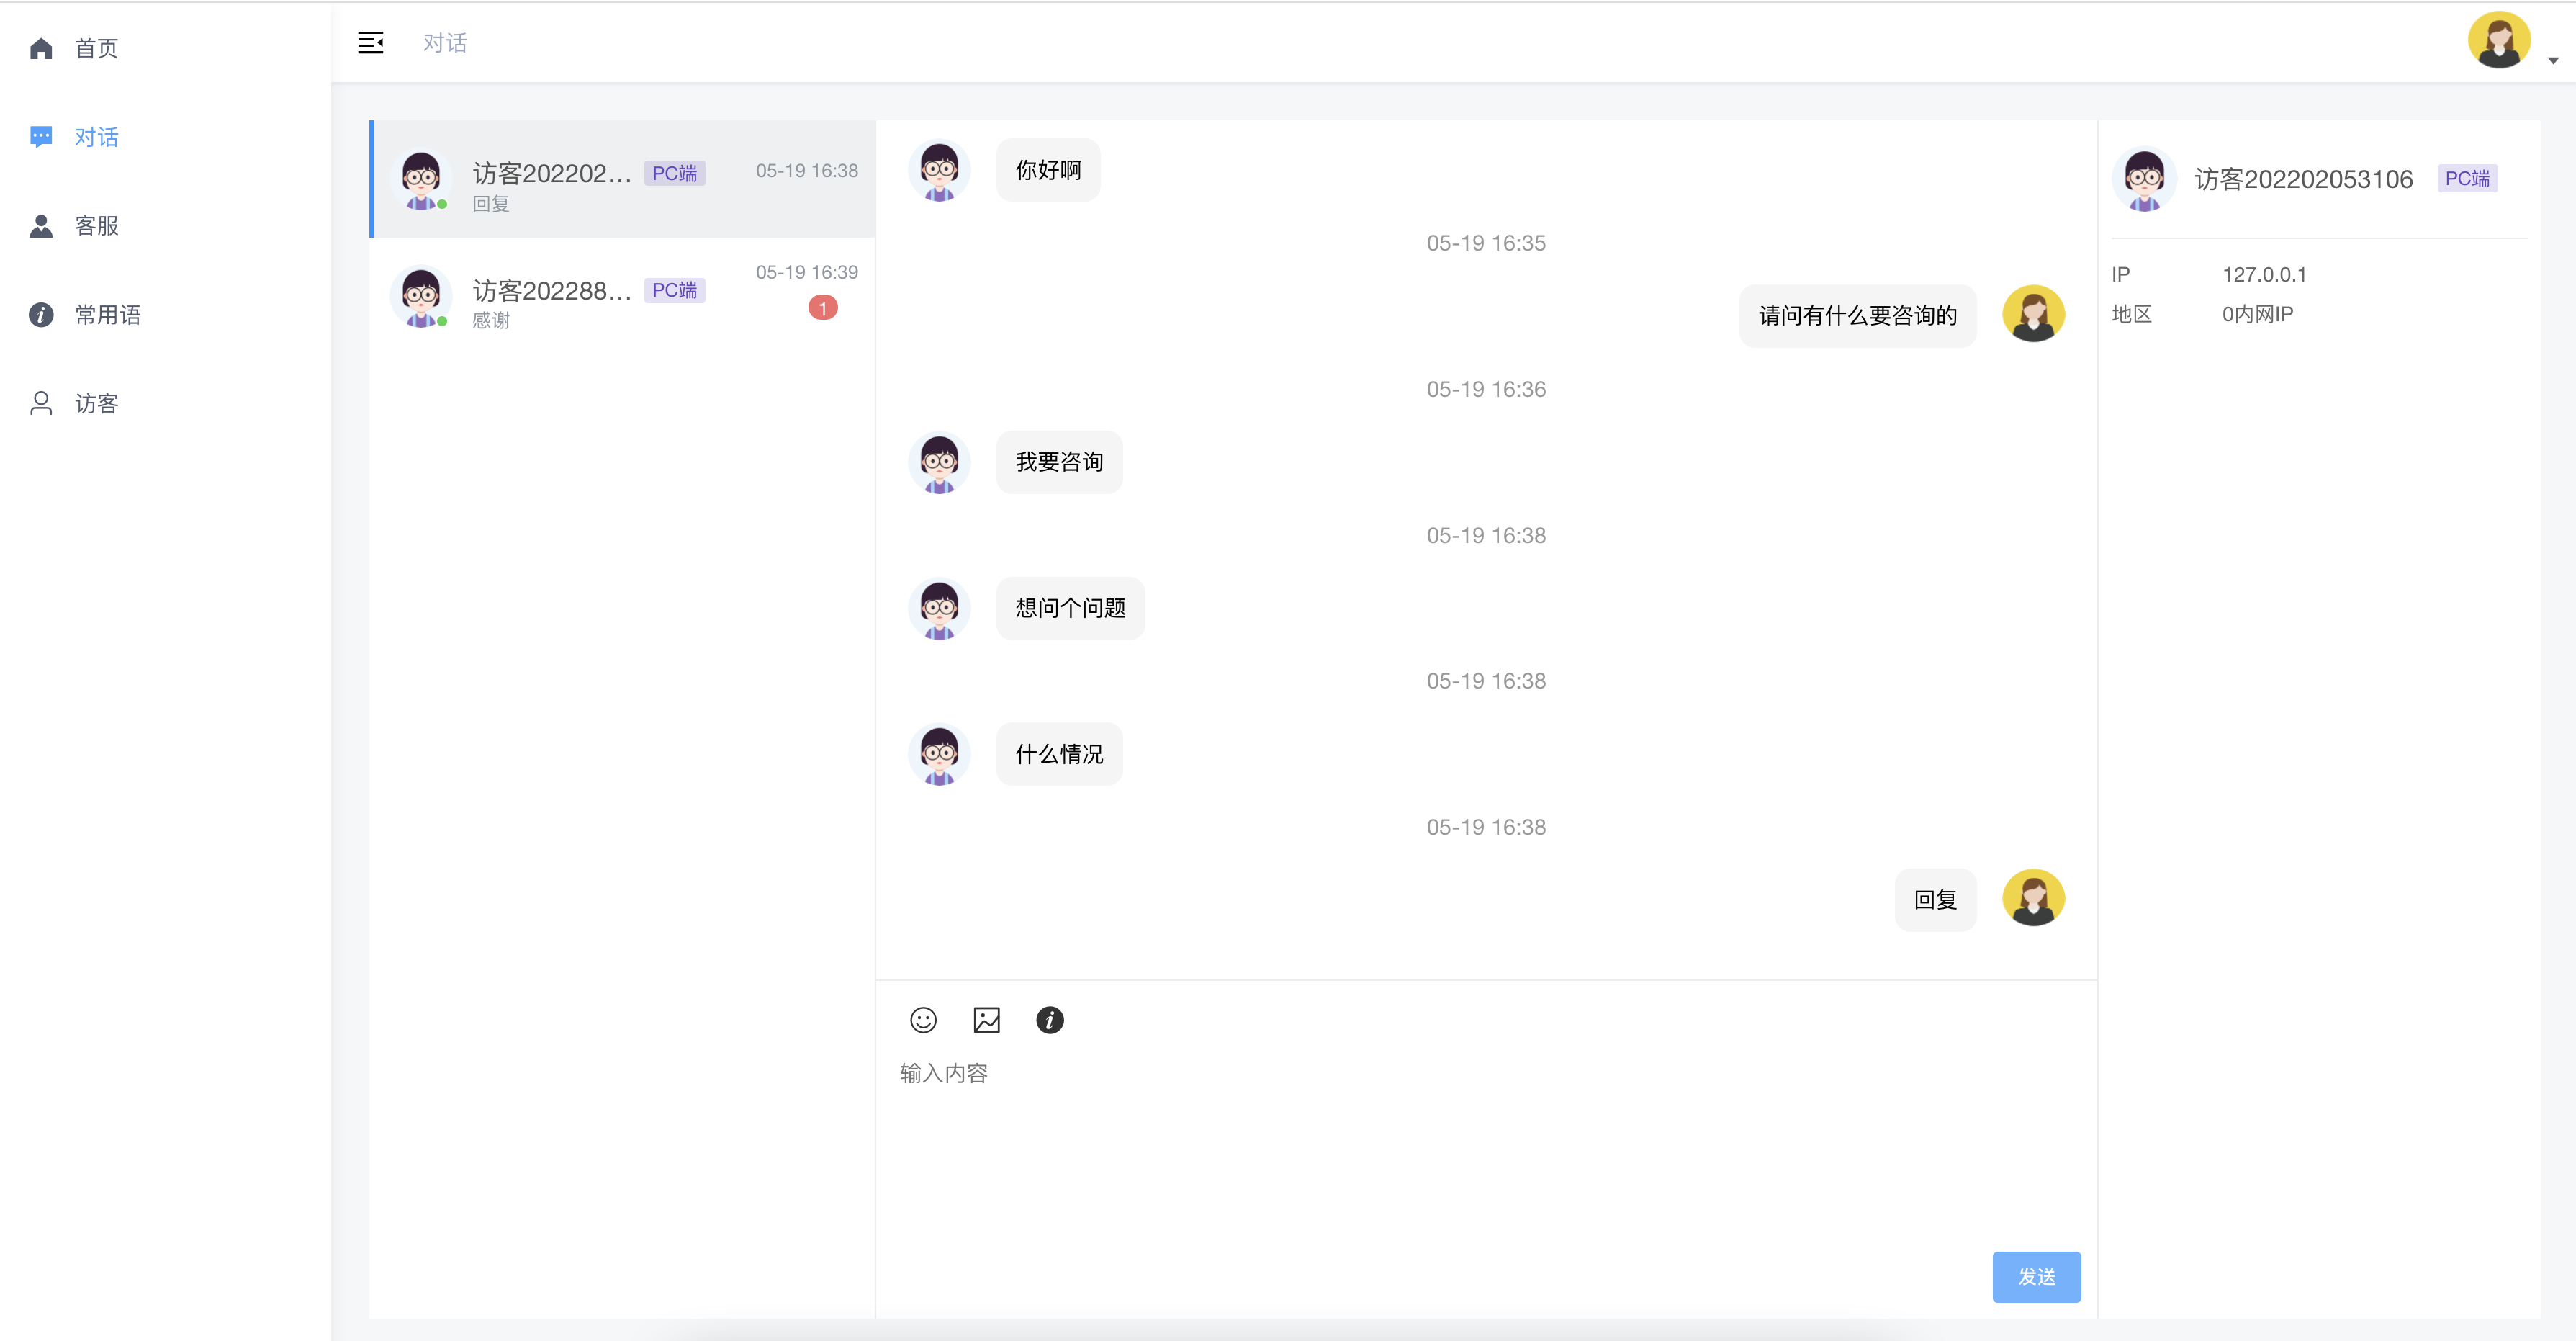 首页
对话
客服
常用语
访客
对话
访客202202... PC端 05-19 16:38
回复
访客202288... PC端 05-19 16:39
感谢 1
你好啊
05-19 16:35
请问有什么要咨询的
05-19 16:36
我要咨询
05-19 16:38
想问个问题
05-19 16:38
什么情况
05-19 16:38
回复
输入内容
发送
访客202202053106 PC端
IP 127.0.0.1
地区 0内网IP